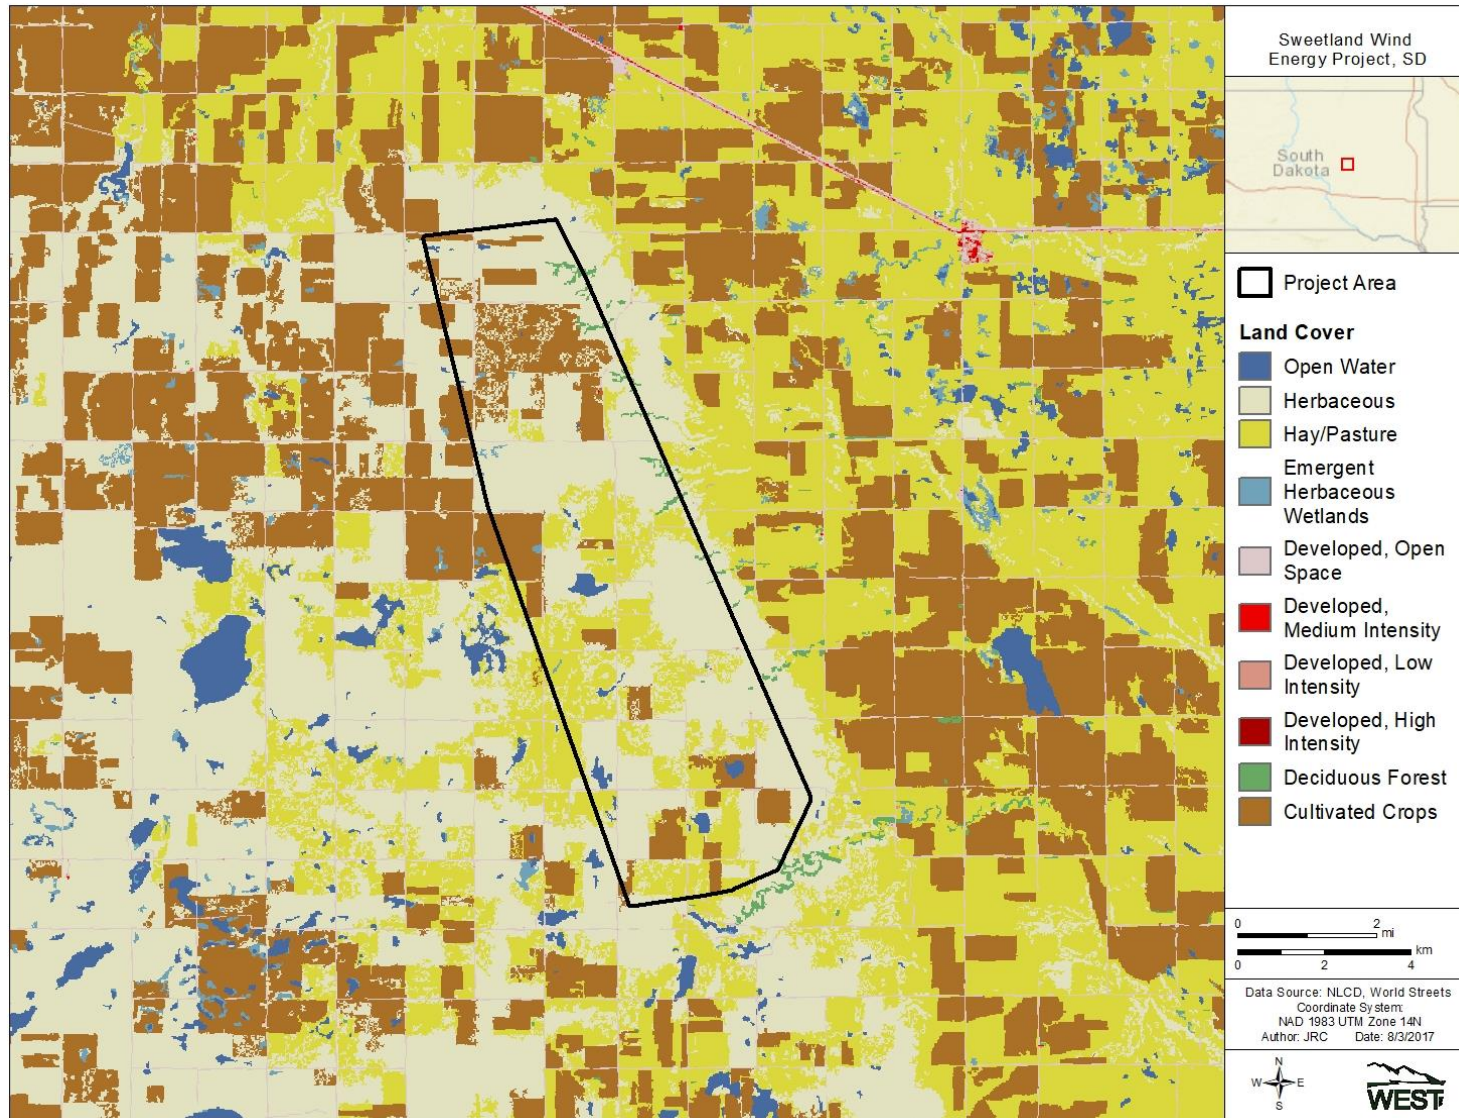 Sweetland Wind
Energy Project, SD
South
Dakota
Project Area
Land Cover
Open Water
Herbaceous
Hay/Pasture
Emergent
Herbaceous
Wetlands
Developed, Open
Space
Developed,
Medium Intensity
Developed, Low
Intensity
Developed, High
Intensity
Deciduous Forest
Cultivated Crops
0 2
mi
km
0 2 4
Data Source: NLCD, World Streets
Coordinate System:
NAD 1983 UTM Zone 14N
Author: JRC Date: 8/3/2017
N
W E
S
WEST